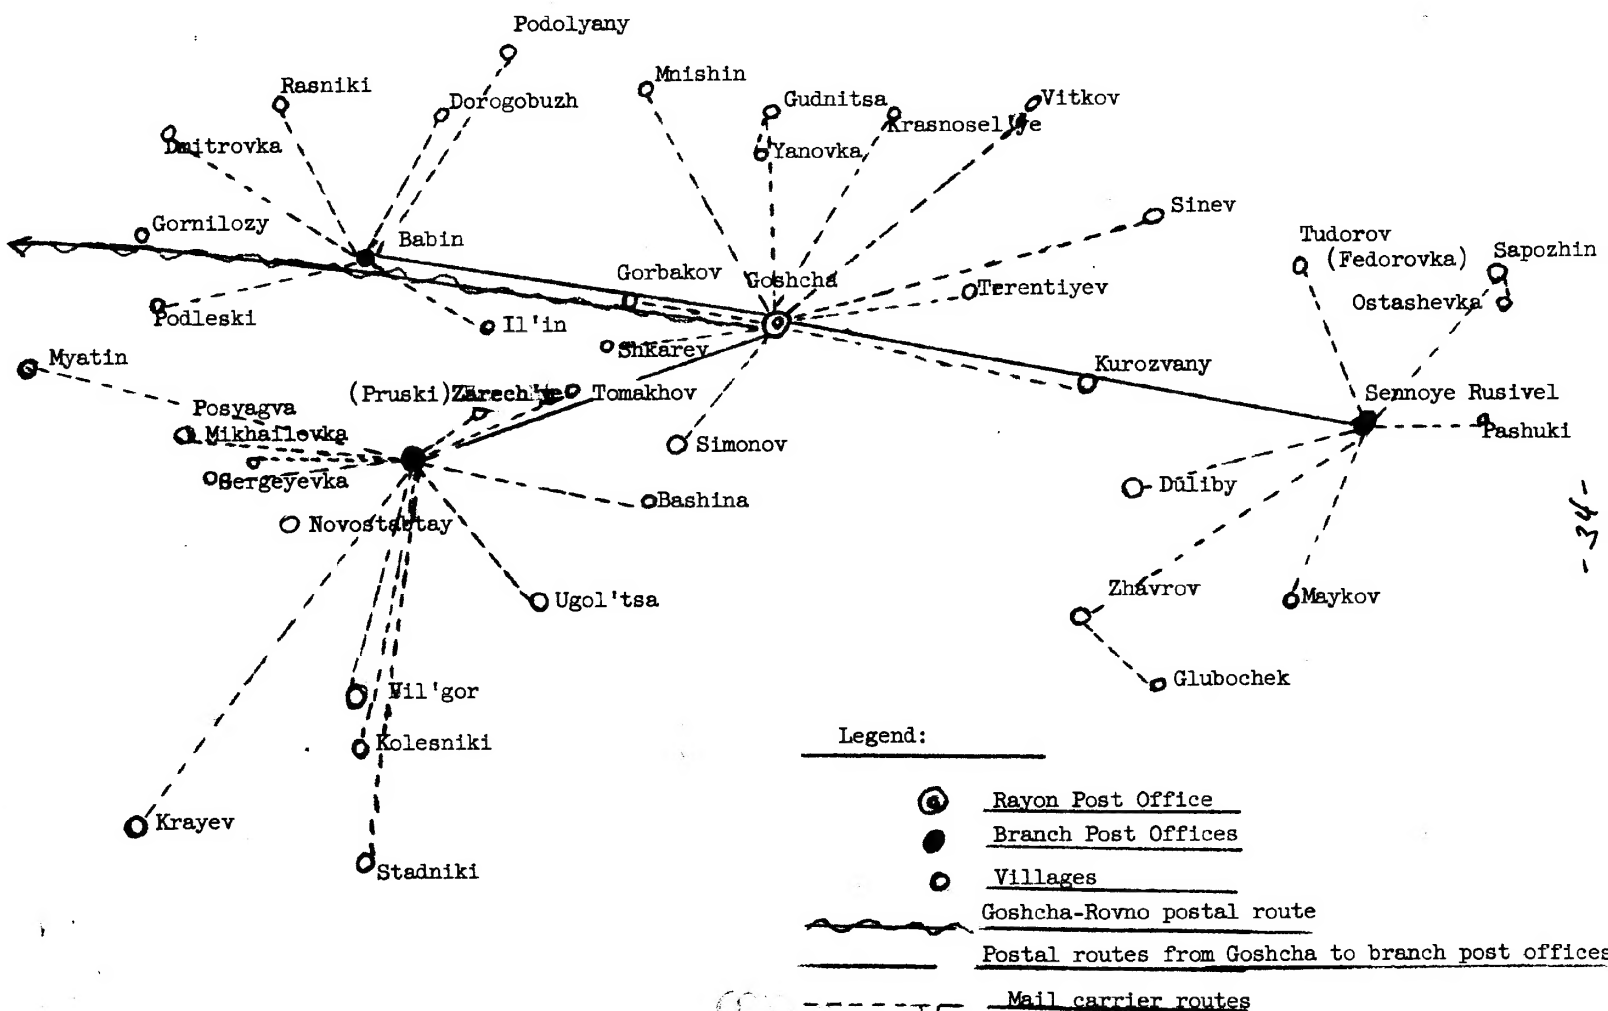 Podolyany
Rasniki
Mnishin
Dorogobuzh
Gudnitsa
Vitkov
Krasnosel'ye
Dmitrovka
Yanovka
Sinev
Gornilozy
Babin
Tudorov
(Fedorovka)
Sapozhin
Gorbakov
Goshcha
Terentiyev
Ostashevka
Podleski
Il'in
Shkarev
Myatin
Kurozvany
(Pruski) Zarech'ye
Tomakhov
Sennoye Rusivel
Posyagva
Mikhailovka
Simonov
Pashuki
Sergeyevka
Bashina
Duliby
Novostabtay
-34-
Ugol'tsa
Zhavrov
Maykov
Glubochek
Vil'gor
Kolesniki
Krayev
Stadniki
Legend:
Rayon Post Office
Branch Post Offices
Villages
Goshcha-Rovno postal route
Postal routes from Goshcha to branch post offices
Mail carrier routes